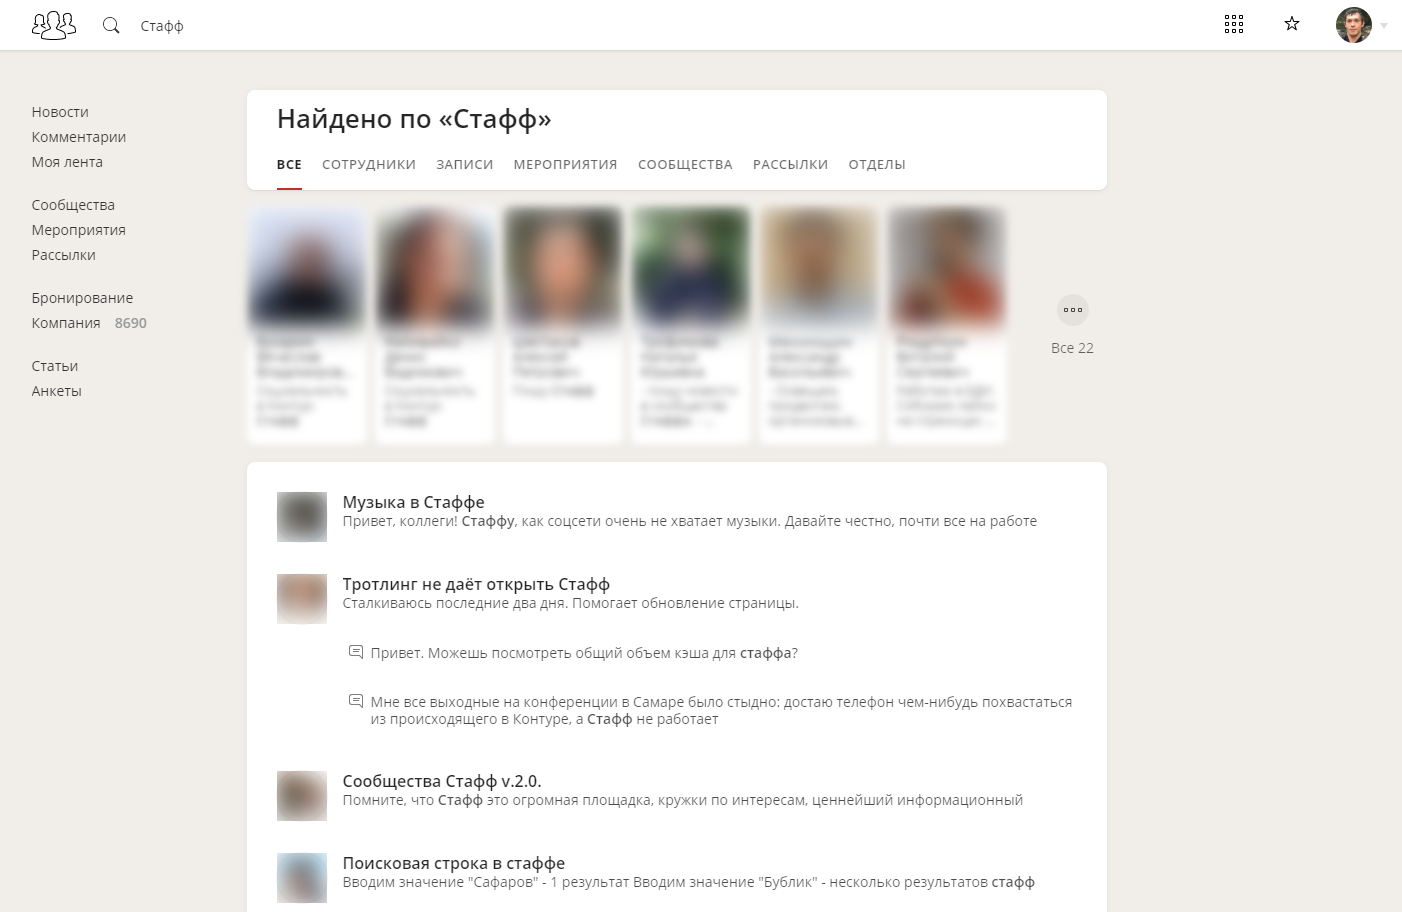 Стафф
Новости
Комментарии
Моя лента
Сообщества
Мероприятия
Рассылки
Бронирование
Компания 8690
Статьи
Анкеты
Найдено по «Стафф»
ВСЕ СОТРУДНИКИ ЗАПИСИ МЕРОПРИЯТИЯ СООБЩЕСТВА РАССЫЛКИ ОТДЕЛЫ
Все 22
Музыка в Стаффе
Привет, коллеги! Стаффу, как соцсети очень не хватает музыки. Давайте честно, почти все на работе
Тротлинг не даёт открыть Стафф
Сталкиваюсь последние два дня. Помогает обновление страницы.
Привет. Можешь посмотреть общий объем кэша для стаффа?
Мне все выходные на конференции в Самаре было стыдно: достаю телефон чем-нибудь похвастаться
из происходящего в Контуре, а Стафф не работает
Сообщества Стафф v.2.0.
Помните, что Стафф это огромная площадка, кружки по интересам, ценнейший информационный
Поисковая строка в стаффе
Вводим значение "Сафаров" - 1 результат Вводим значение "Бублик" - несколько результатов стафф